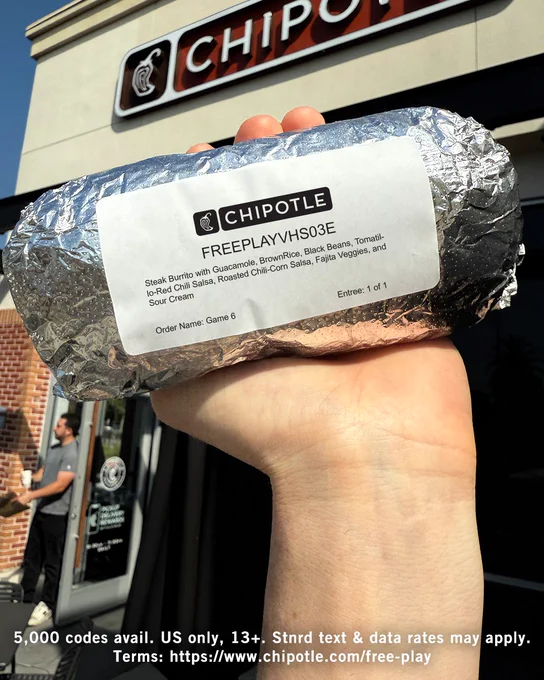 CHIPOTLE
CHIPOTLE
FREEPLAYVHS03E
Steak Burrito with Guacamole, BrownRice, Black Beans, Tomatil-
lo-Red Chili Salsa, Roasted Chili-Corn Salsa, Fajita Veggies, and
Sour Cream
Entree: 1 of 1
Order Name: Game 6
5,000 codes avail. US only, 13+. Stnrd text & data rates may apply.
Terms: https://www.chipotle.com/free-play